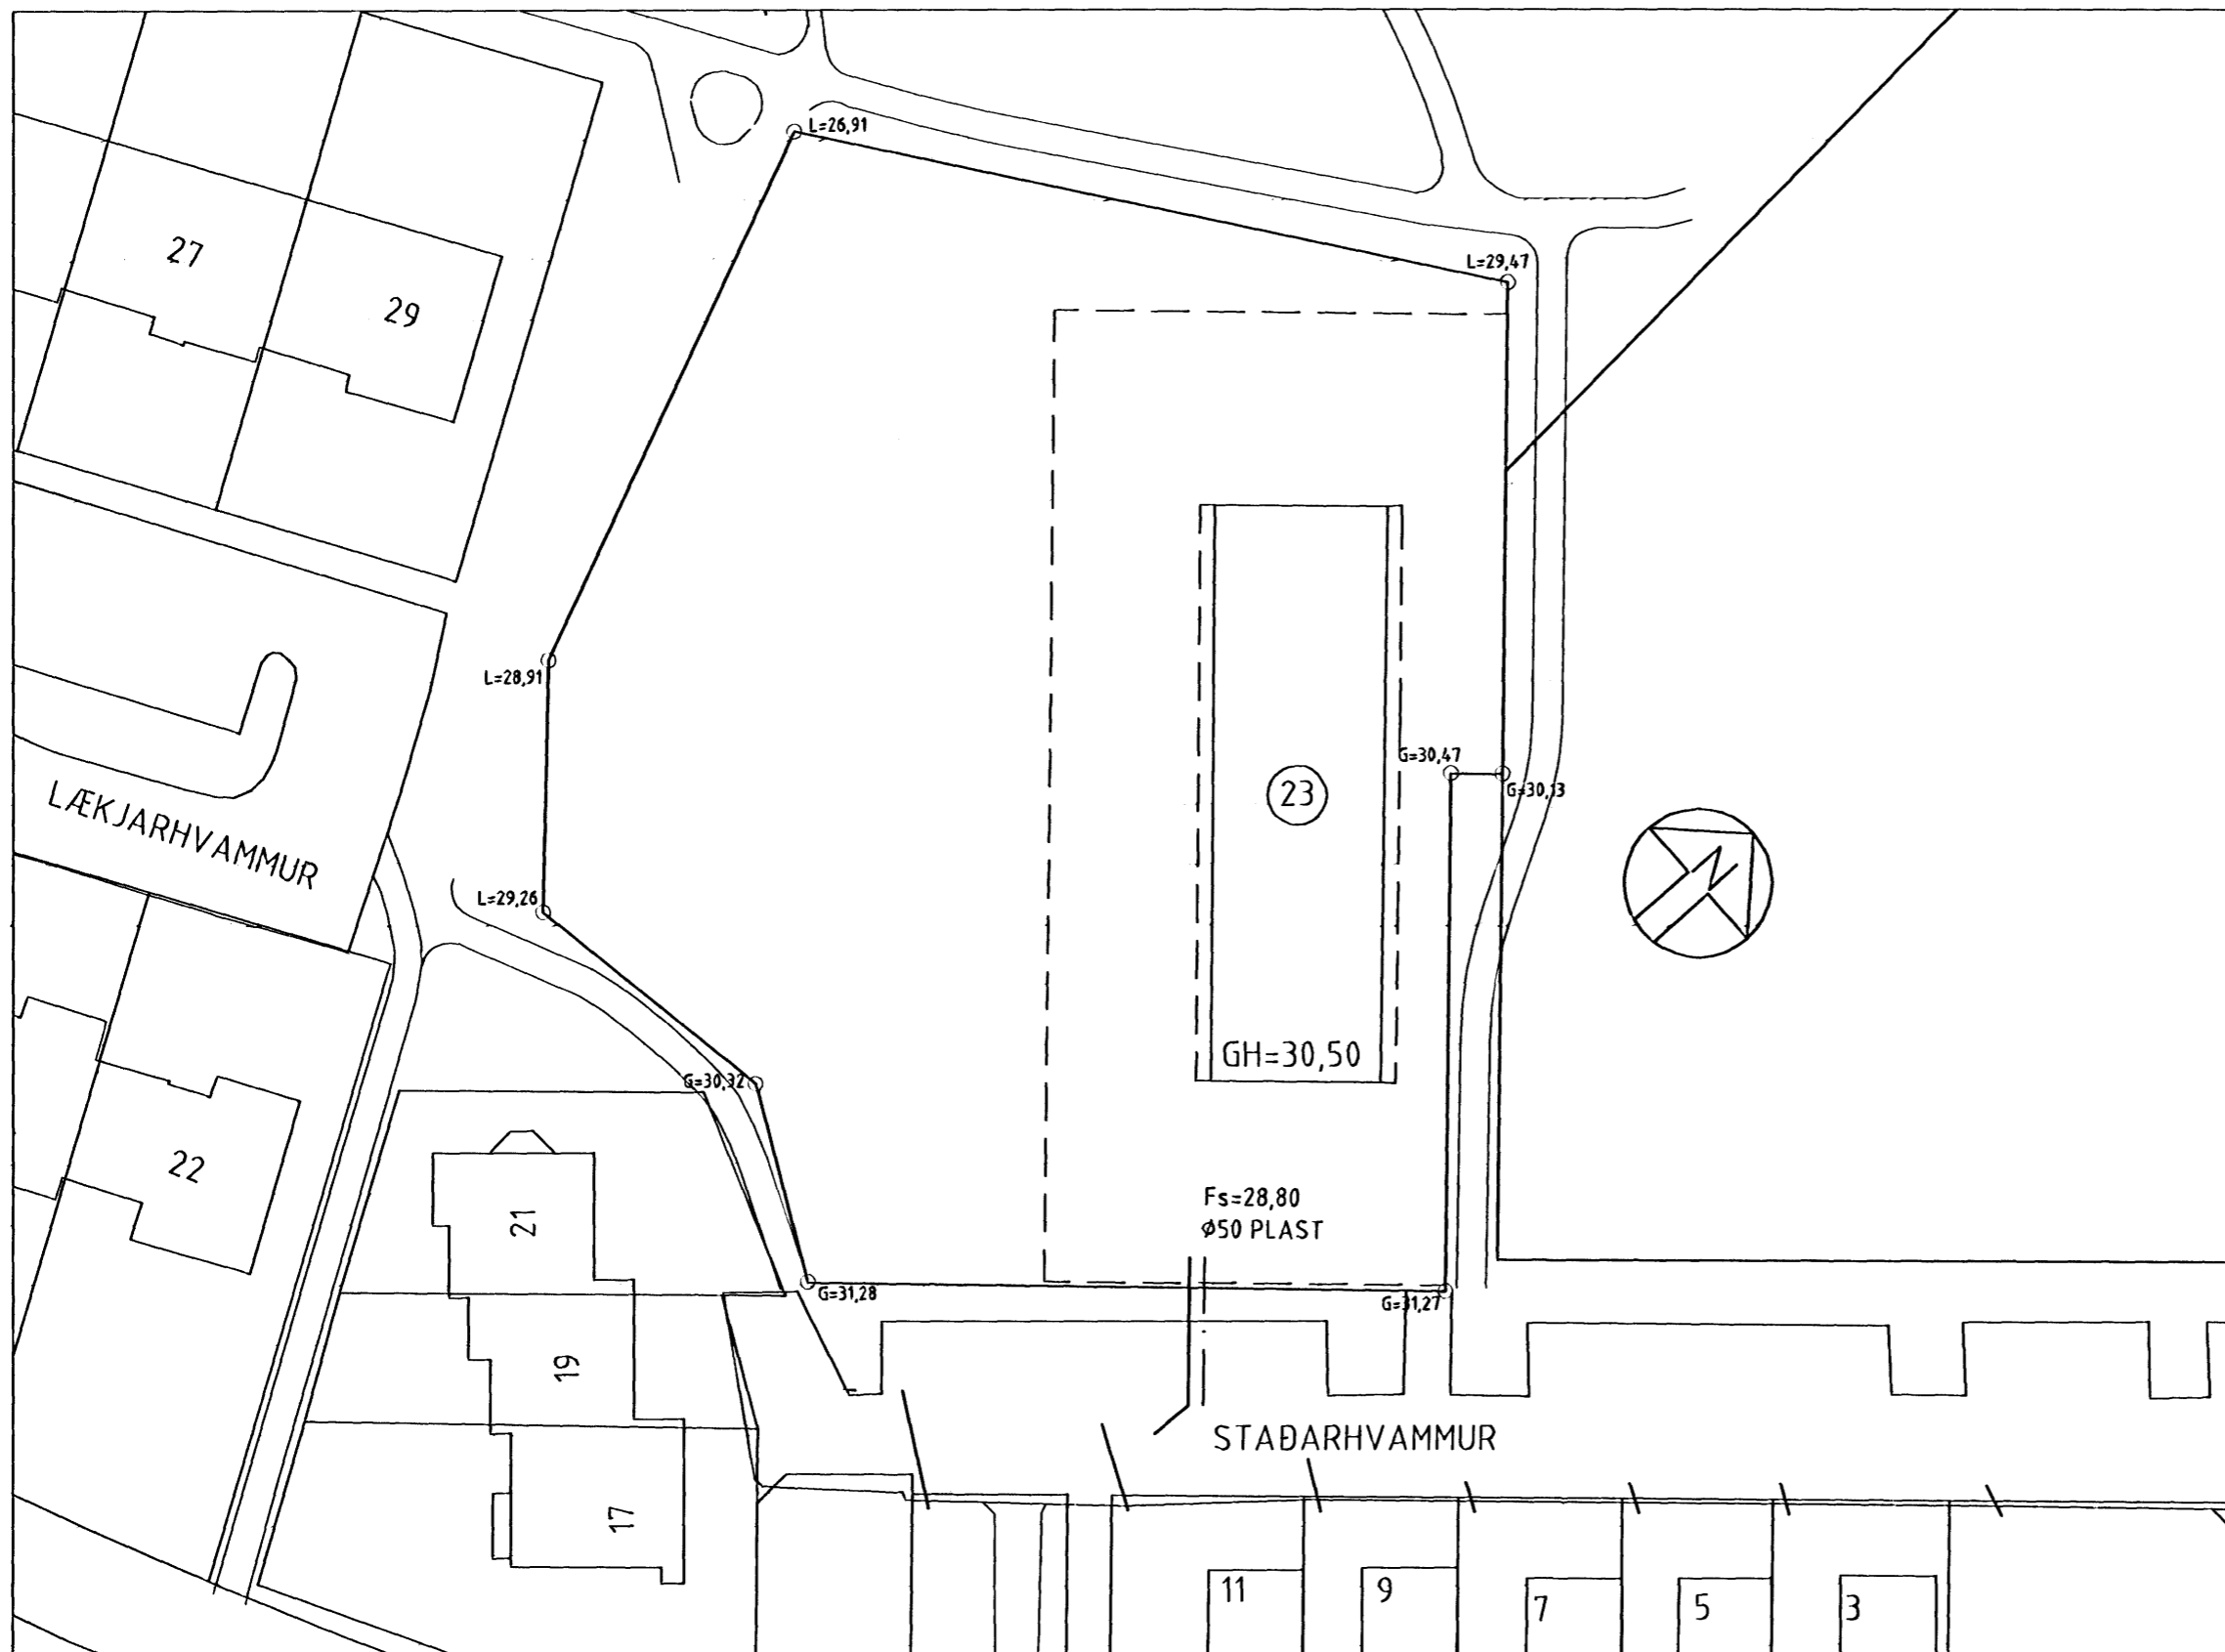 L=26,91
27
L=29,47
29
L=28,91
G=30,47
G=30,13
23
LÆKJARHVAMMUR
L=29,26
N
GH=30,50
G=30,32
22
21
Fs=28,80
ø50 PLAST
G=31,28
G=31,27
19
STAÐARHVAMMUR
17
11
9
7
5
3